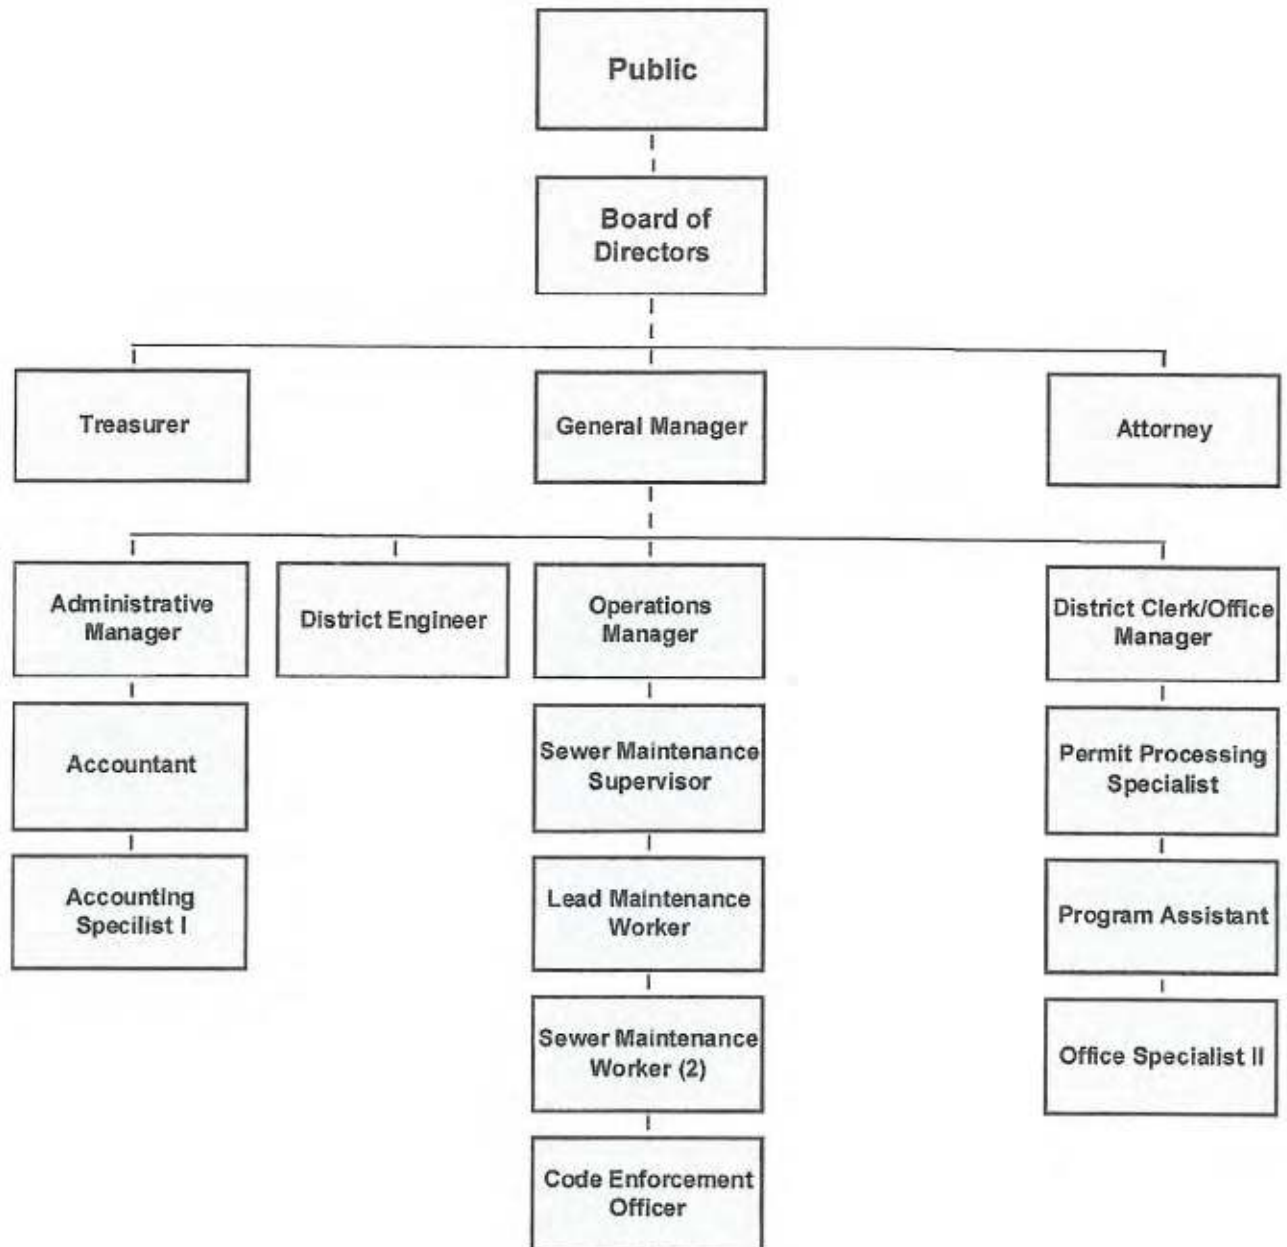 Public
Board of
Directors
Treasurer
General Manager
Attorney
Administrative
Manager
District Engineer
Operations
Manager
District Clerk/Office
Manager
Accountant
Sewer Maintenance
Supervisor
Permit Processing
Specialist
Accounting
Specilist I
Lead Maintenance
Worker
Program Assistant
Sewer Maintenance
Worker (2)
Office Specialist II
Code Enforcement
Officer